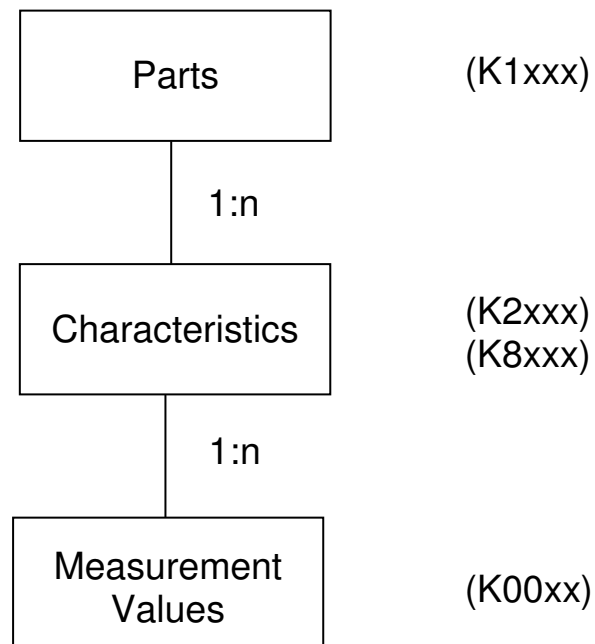 Parts
(K1xxx)
1:n
Characteristics
(K2xxx)
(K8xxx)
1:n
Measurement
Values
(K00xx)